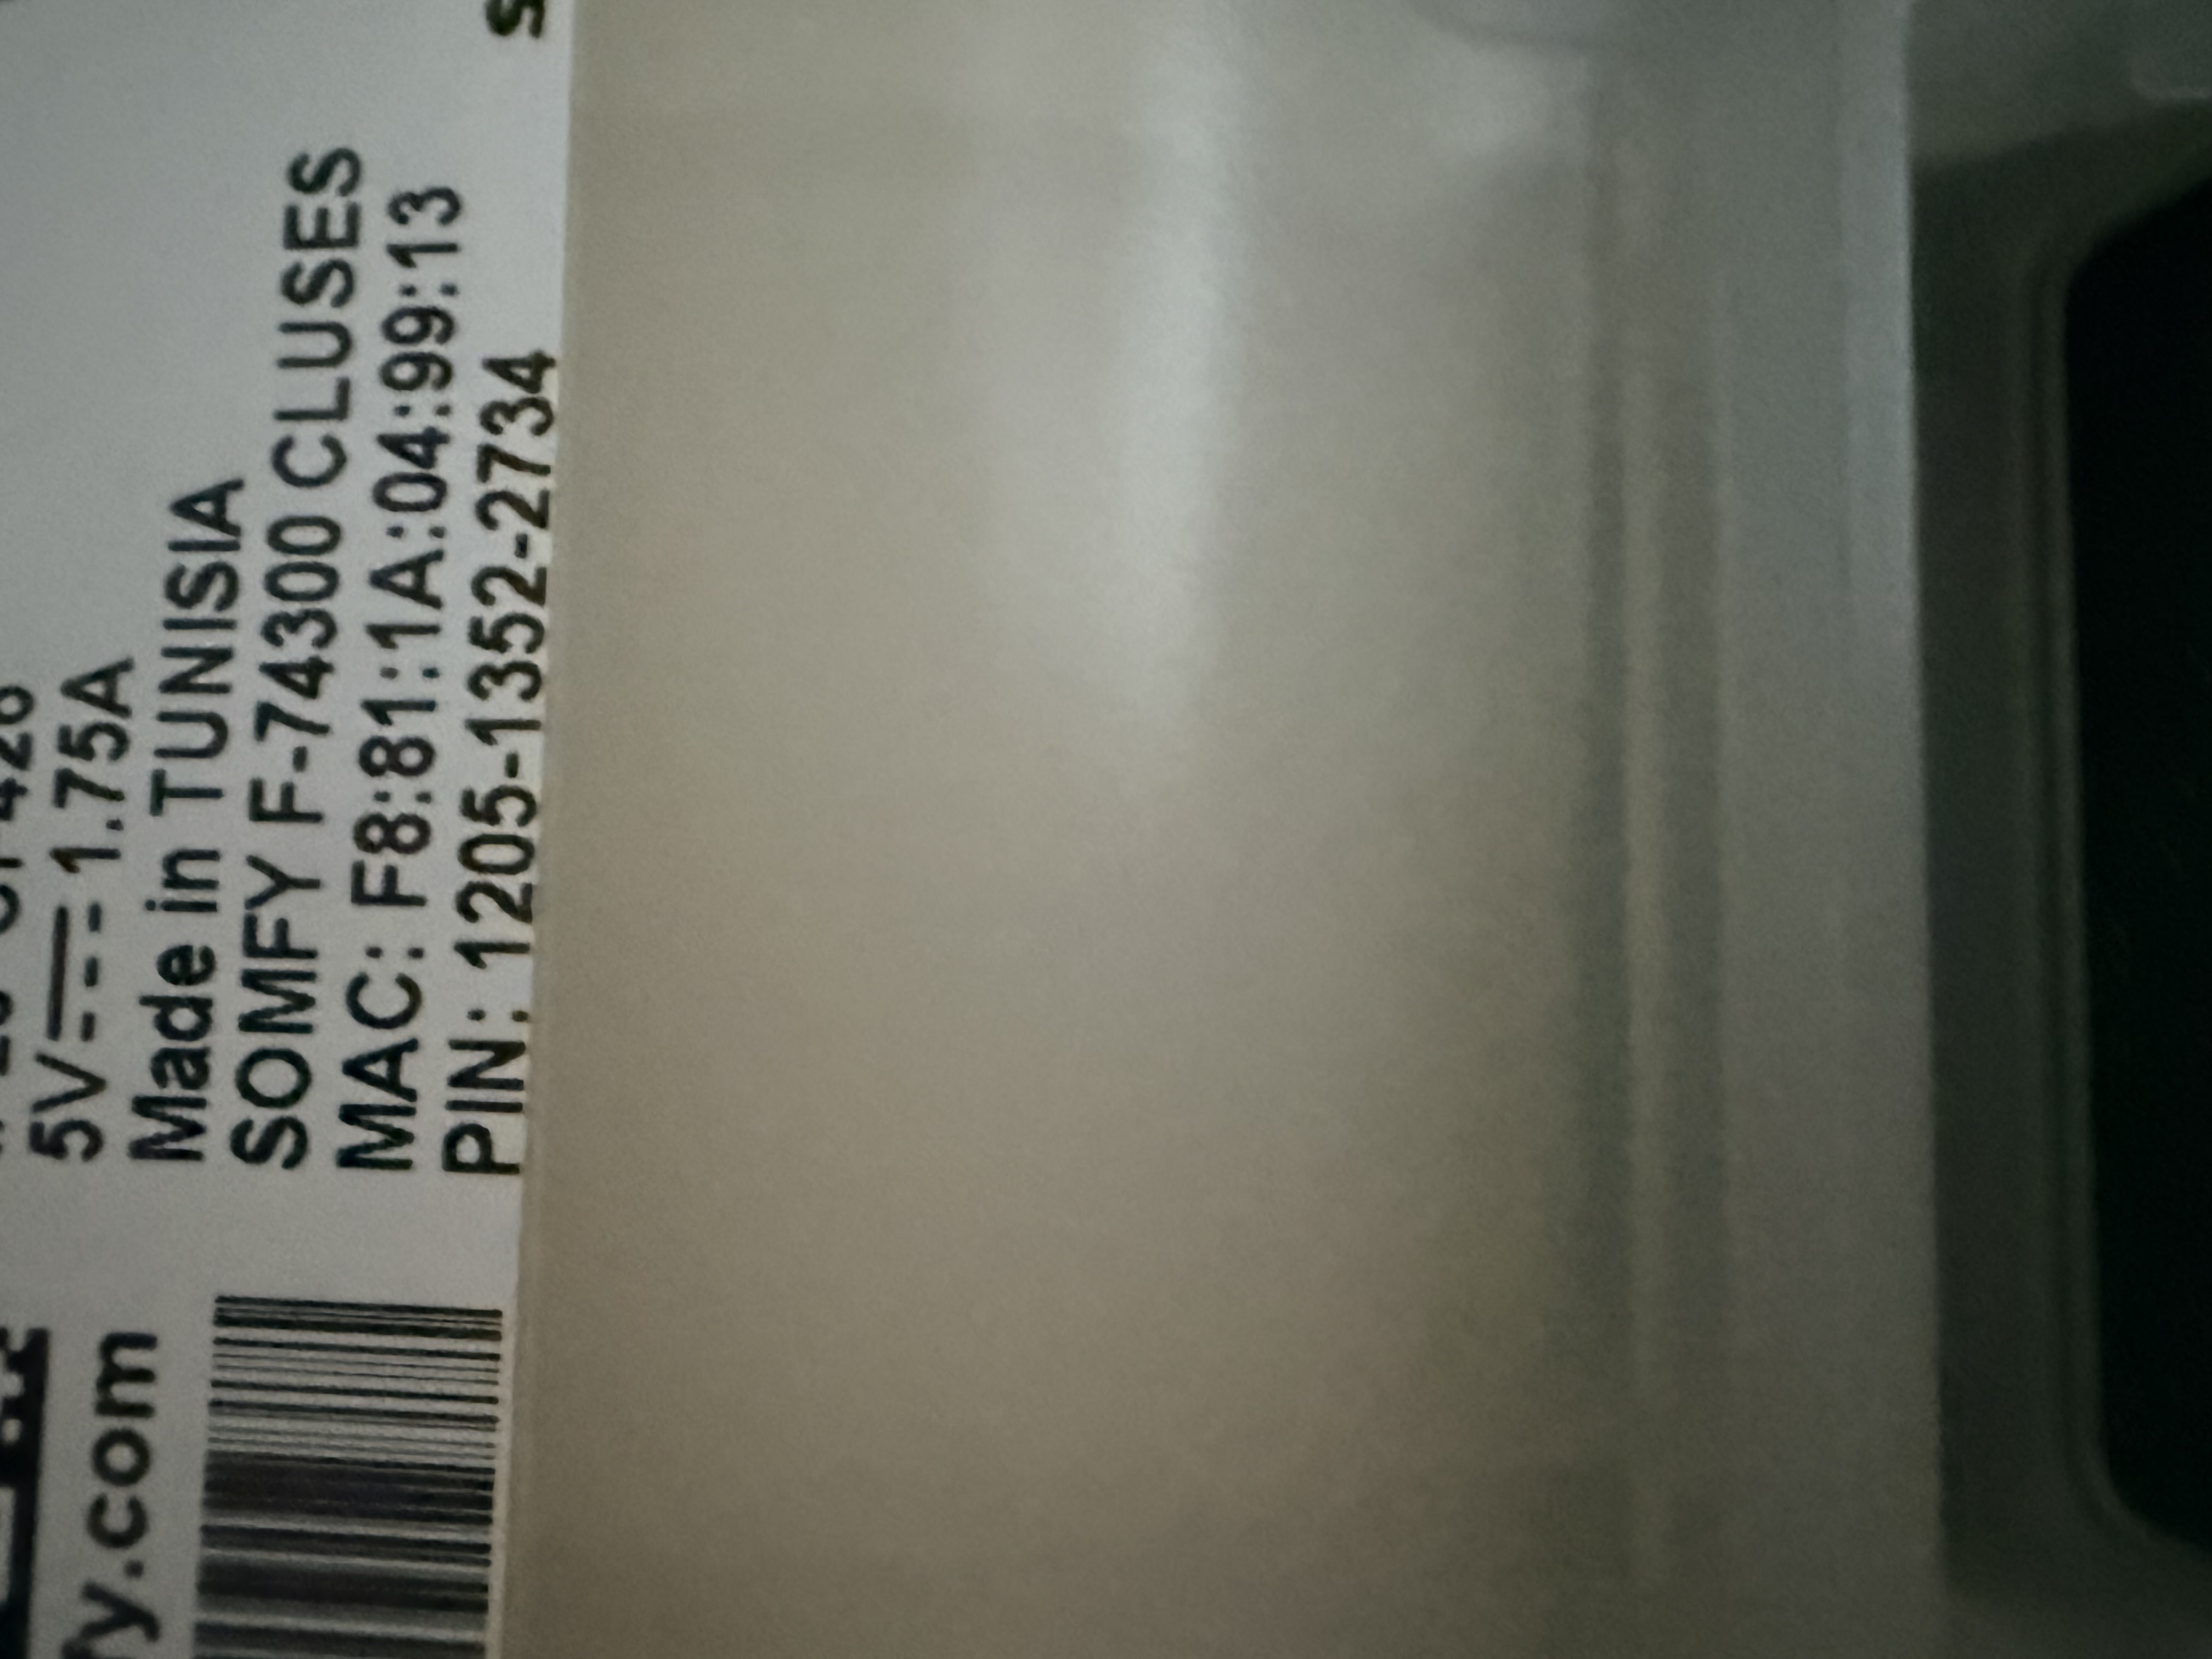 5V 1.75A
Made in TUNISIA
SOMFY F-74300 CLUSES
MAC: F8:81:1A:04:99:13
PIN: 1205-1352-2734
y.com